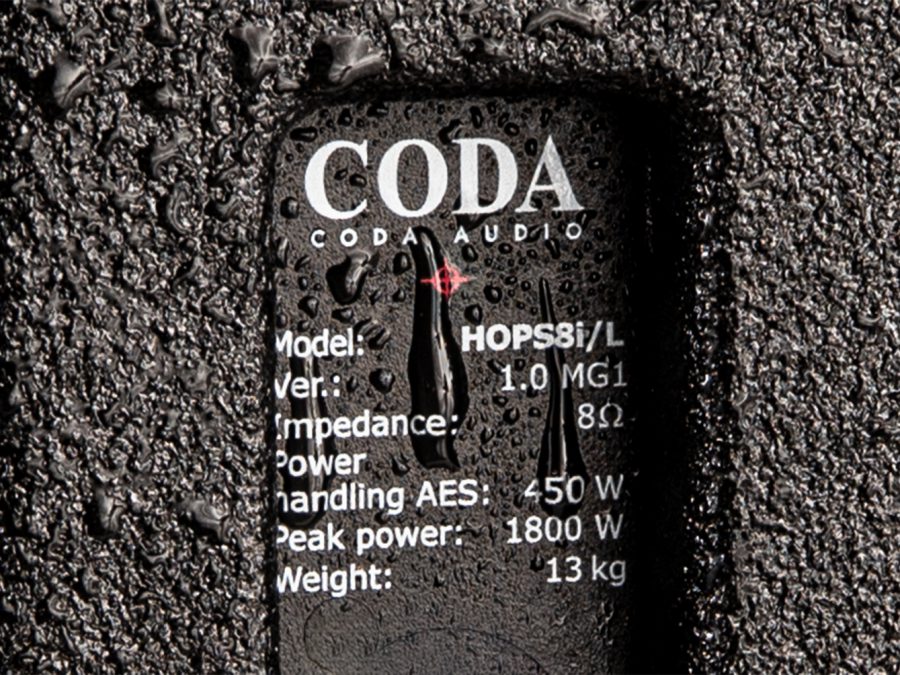 CODA
CODA AUDIO
Model: HOPS8i/L
Ver.: 1.0 MG1
Impedance: 8Ω
Power
handling AES: 450 W
Peak power: 1800 W
Weight: 13 kg